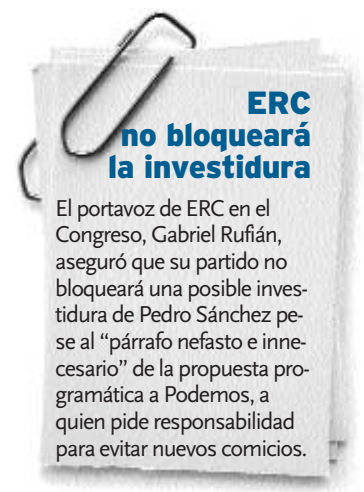 ERC
no bloqueará
la investidura
El portavoz de ERC en el
Congreso, Gabriel Rufián,
aseguró que su partido no
bloqueará una posible inves-
tidura de Pedro Sánchez pe-
se al “párrafo nefasto e inne-
cesario” de la propuesta pro-
gramática a Podemos, a
quien pide responsabilidad
para evitar nuevos comicios.